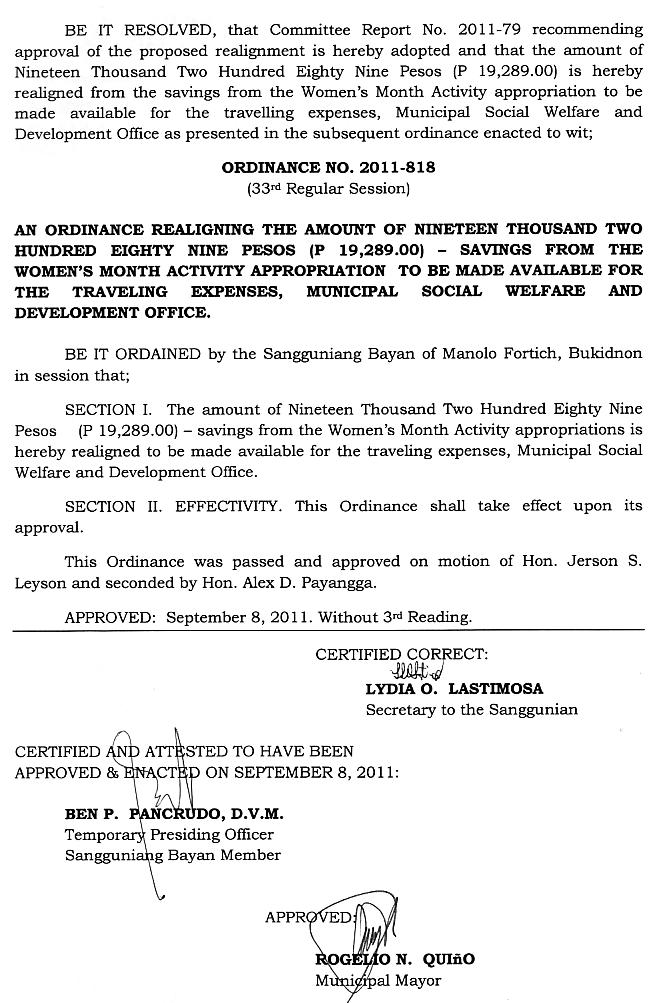 BE IT RESOLVED, that Committee Report No. 2011-79 recommending
approval of the proposed realignment is hereby adopted and that the amount of
Nineteen Thousand Two Hundred Eighty Nine Pesos (P 19,289.00) is hereby
realigned from the savings from the Women's Month Activity appropriation to be
made available for the travelling expenses, Municipal Social Welfare and
Development Office as presented in the subsequent ordinance enacted to wit;
ORDINANCE NO. 2011-818
(33rd Regular Session)
AN ORDINANCE REALIGNING THE AMOUNT OF NINETEEN THOUSAND TWO
HUNDRED EIGHTY NINE PESOS (P 19,289.00) – SAVINGS FROM THE
WOMEN'S MONTH ACTIVITY APPROPRIATION TO BE MADE AVAILABLE FOR
THE TRAVELING EXPENSES, MUNICIPAL SOCIAL WELFARE AND
DEVELOPMENT OFFICE.
BE IT ORDAINED by the Sangguniang Bayan of Manolo Fortich, Bukidnon
in session that;
SECTION I. The amount of Nineteen Thousand Two Hundred Eighty Nine
Pesos (P 19,289.00) – savings from the Women's Month Activity appropriations is
hereby realigned to be made available for the traveling expenses, Municipal Social
Welfare and Development Office.
SECTION II. EFFECTIVITY. This Ordinance shall take effect upon its
approval.
This Ordinance was passed and approved on motion of Hon. Jerson S.
Leyson and seconded by Hon. Alex D. Payangga.
APPROVED: September 8, 2011. Without 3rd Reading.
CERTIFIED CORRECT:
LYDIA O. LASTIMOSA
Secretary to the Sanggunian
CERTIFIED AND ATTESTED TO HAVE BEEN
APPROVED & ENACTED ON SEPTEMBER 8, 2011:
BEN P. PANCRUDO, D.V.M.
Temporary Presiding Officer
Sangguniang Bayan Member
APPROVED:
ROGELIO N. QUIñO
Municipal Mayor